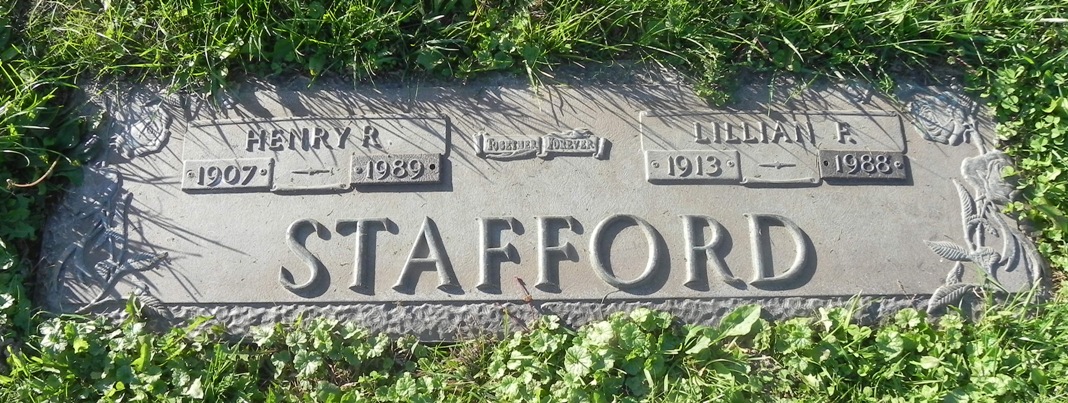 HENRY R.
1907 1989
TOGETHER FOREVER
LILLIAN F.
1913 1988
STAFFORD